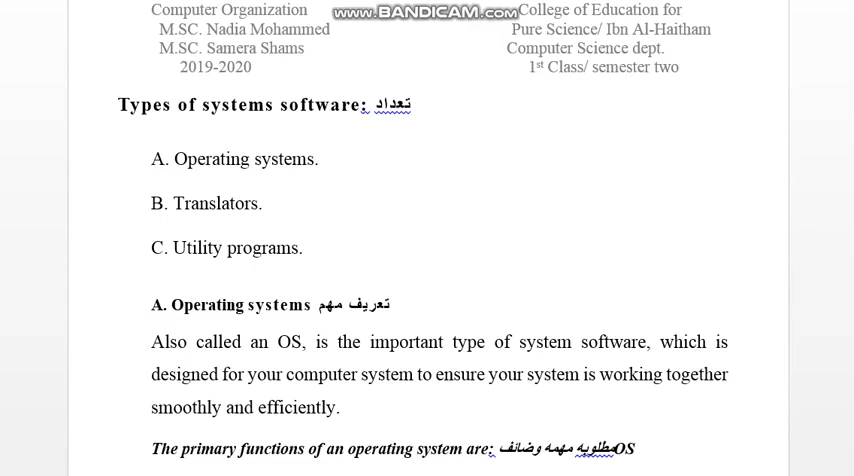 Computer Organization www.BANDICAM.com College of Education for
M.SC. Nadia Mohammed Pure Science/ Ibn Al-Haitham
M.SC. Samera Shams Computer Science dept.
2019-2020 1st Class/ semester two
Types of systems software: تعداد
A. Operating systems.
B. Translators.
C. Utility programs.
A. Operating systems تعريف مهم
Also called an OS, is the important type of system software, which is
designed for your computer system to ensure your system is working together
smoothly and efficiently.
The primary functions of an operating system are: مطلوبه مهمه وضائف OS